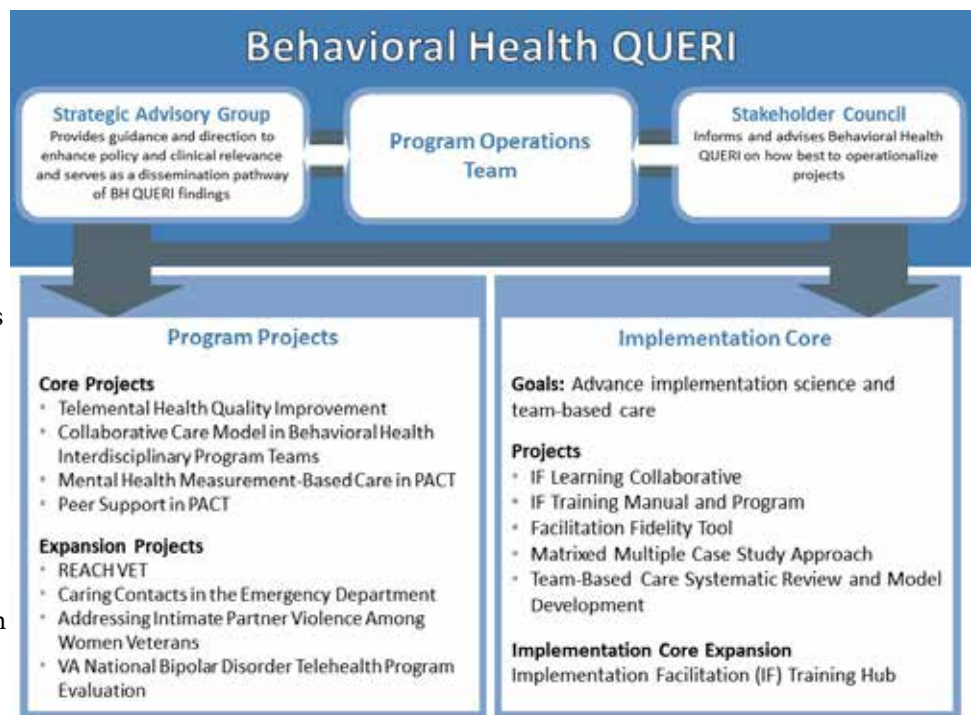 Behavioral Health QUERI
Strategic Advisory Group
Provides guidance and direction to
enhance policy and clinical relevance
and serves as a dissemination pathway
of BH QUERI findings
Program Operations
Team
Stakeholder Council
Informs and advises Behavioral Health
QUERI on how best to operationalize
projects
Program Projects
Core Projects
• Telemental Health Quality Improvement
• Collaborative Care Model in Behavioral Health
Interdisciplinary Program Teams
• Mental Health Measurement-Based Care in PACT
• Peer Support in PACT
Expansion Projects
• REACH VET
• Caring Contacts in the Emergency Department
• Addressing Intimate Partner Violence Among
Women Veterans
• VA National Bipolar Disorder Telehealth Program
Evaluation
Implementation Core
Goals: Advance implementation science and
team-based care
Projects
• IF Learning Collaborative
• IF Training Manual and Program
• Facilitation Fidelity Tool
• Matrixed Multiple Case Study Approach
• Team-Based Care Systematic Review and Model
Development
Implementation Core Expansion
Implementation Facilitation (IF) Training Hub